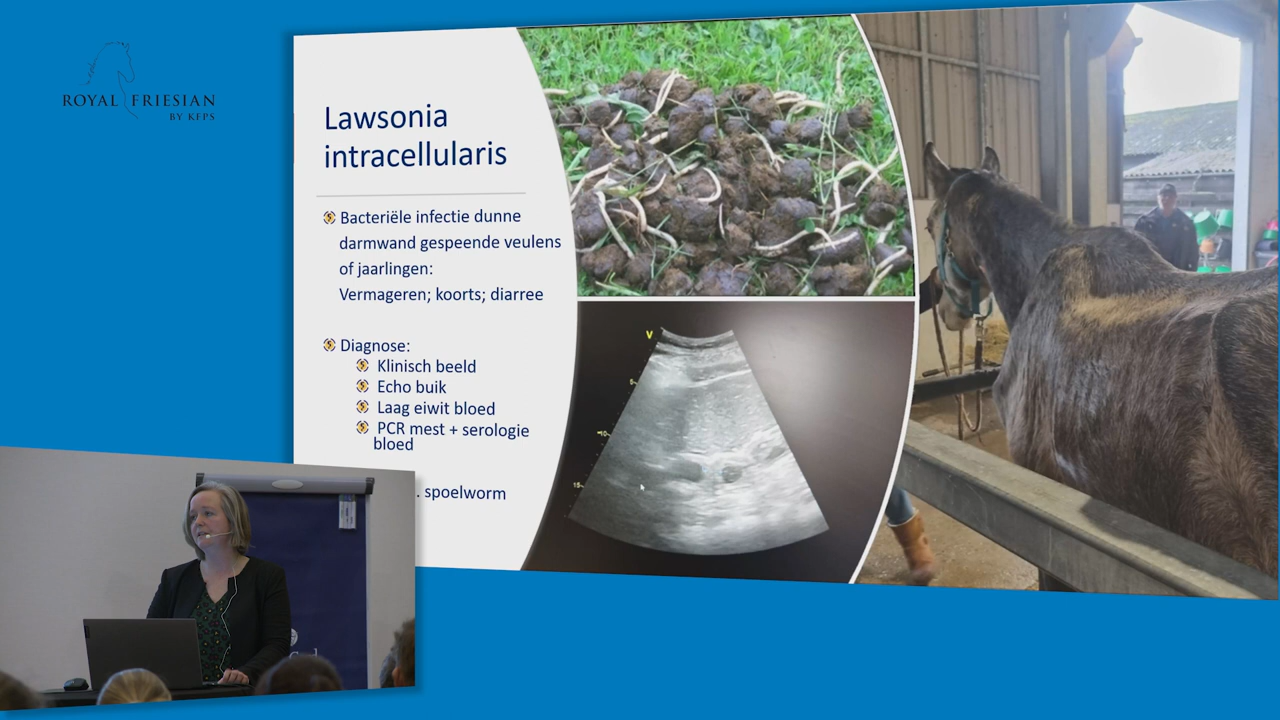 ROYAL FRIESIAN
BY KFPS
Lawsonia
intracellularis
Bacteriële infectie dunne
darmwand gespeende veulens
of jaarlingen:
Vermageren; koorts; diarree
Diagnose:
Klinisch beeld
Echo buik
Laag eiwit bloed
PCR mest + serologie
bloed
. spoelworm
V